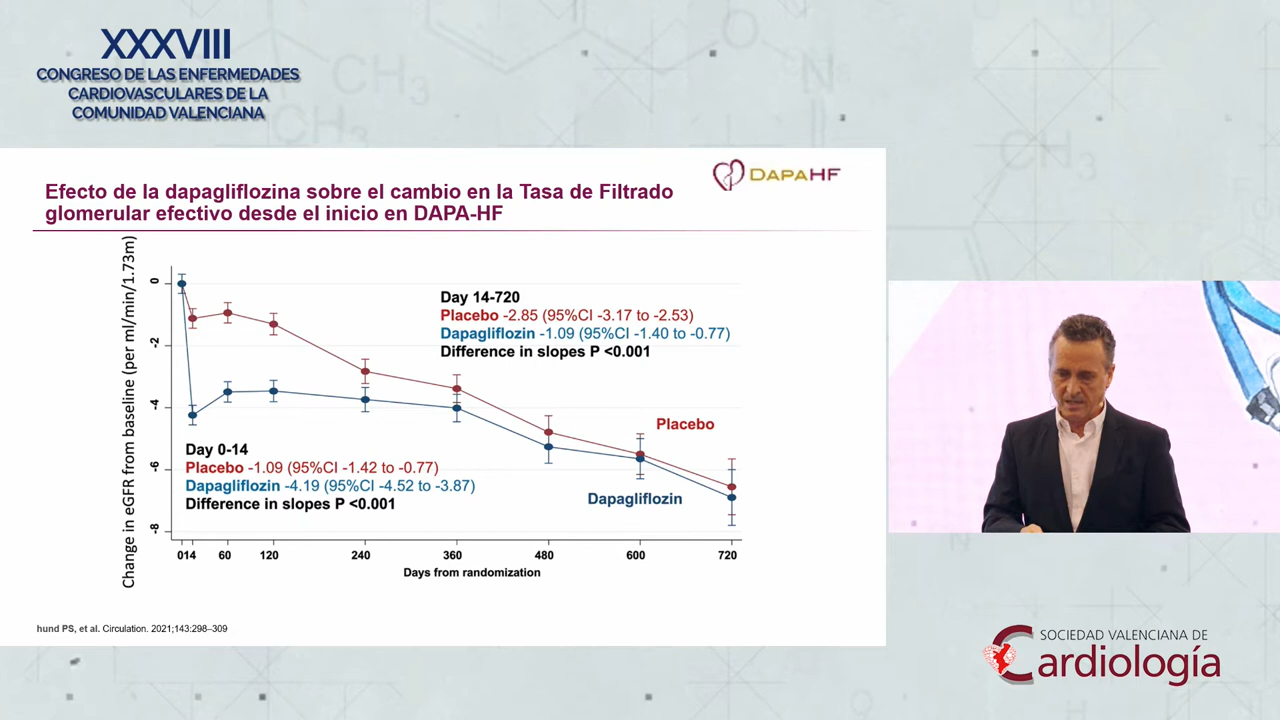 XXXVIII
CONGRESO DE LAS ENFERMEDADES
CARDIOVASCULARES DE LA
COMUNIDAD VALENCIANA
DAPAHF
Efecto de la dapagliflozina sobre el cambio en la Tasa de Filtrado
glomerular efectivo desde el inicio en DAPA-HF
Change in eGFR from baseline (per ml/min/1.73m)
0
-2
-4
-6
-8
Day 14-720
Placebo -2.85 (95%CI -3.17 to -2.53)
Dapagliflozin -1.09 (95%CI -1.40 to -0.77)
Difference in slopes P <0.001
Placebo
Day 0-14
Placebo -1.09 (95%CI -1.42 to -0.77)
Dapagliflozin -4.19 (95%CI -4.52 to -3.87)
Difference in slopes P <0.001
Dapagliflozin
014 60 120 240 360 480 600 720
Days from randomization
hund PS, et al. Circulation. 2021;143:298–309
SOCIEDAD VALENCIANA DE
Cardiología
CH3
CH3
CH3
O
N